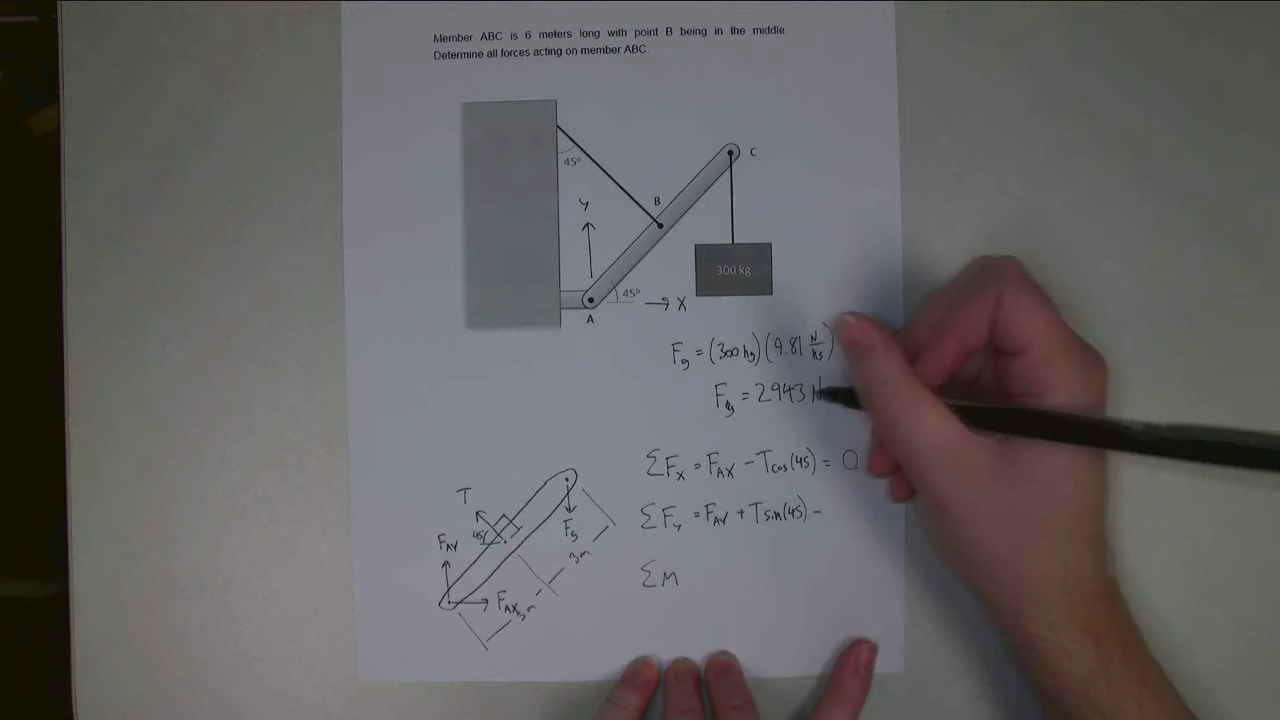 Member ABC is 6 meters long with point B being in the middle.
Determine all forces acting on member ABC.
45°
C
B
Y
300 kg
45°
X
A
Fg = (300 kg)(9.81 N/kg)
Fg = 2943 N
ΣFx = FAX - Tcos(45) = 0
ΣFy = FAY + Tsin(45) -
ΣM
T
45
FAY
Fg
3m
FAX
3m